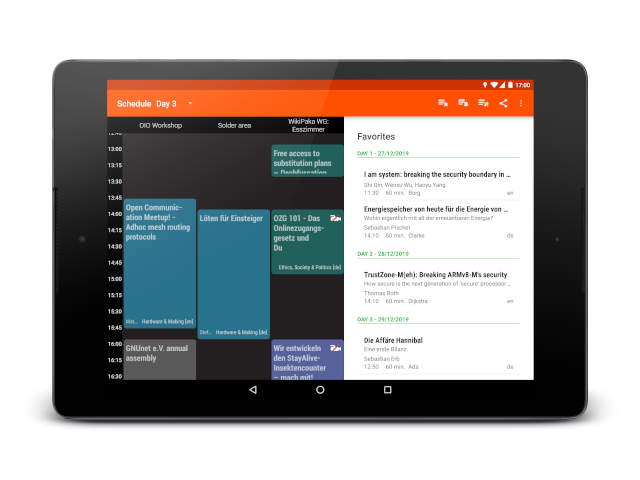 17:00
Schedule Day 3
OIO Workshop
Solder area
WikiPaka WG:
Esszimmer
13:00
13:15
13:30
13:45
14:00
14:15
14:30
14:45
15:00
15:15
15:30
15:45
16:00
16:15
16:30
Free access to
substitution plans
Open Communic-
ation Meetup! -
Adhoc mesh routing
protocols
Hardware & Making [en]
Löten für Einsteiger
Stef... Hardware & Making [de]
OZG 101 - Das
Onlinezugangs-
gesetz und
Du
Ethics, Society & Politics [de]
GNUnet e.V. annual
assembly
Wir entwickeln
den StayAlive-
Insektencounter
– mach mit!
Favorites
DAY 1 - 27/12/2019
I am system: breaking the security boundary in ...
Shi Qin, Wenxu Wu, Haoyu Yang
11:30 60 min. Borg en
Energiespeicher von heute für die Energie von ...
Wohin eigentlich mit all der erneuerbaren Energie?
Sebastian Pischel
14:10 60 min. Clarke de
DAY 2 - 28/12/2019
TrustZone-M(eh): Breaking ARMv8-M's security
How secure is the next generation of 'secure' processor ...
Thomas Roth
14:10 60 min. Dijkstra en
DAY 3 - 29/12/2019
Die Affäre Hannibal
Eine erste Bilanz
Sebastian Erb
12:50 60 min. Ada de